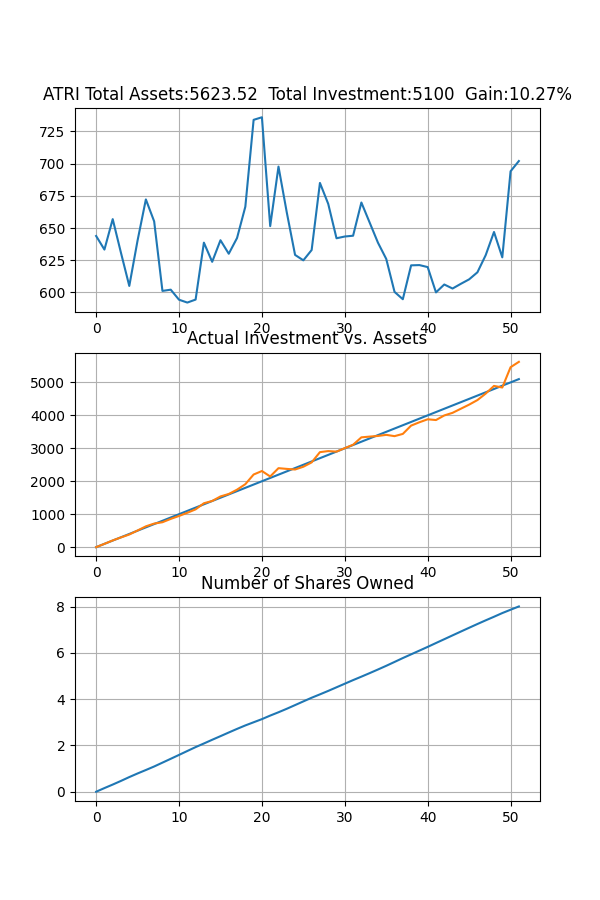 ATRI Total Assets:5623.52  Total Investment:5100  Gain:10.27%
725
700
675
650
625
600
0 10 20 30 40 50
Actual Investment vs. Assets
5000
4000
3000
2000
1000
0
0 10 20 30 40 50
Number of Shares Owned
8
6
4
2
0
0 10 20 30 40 50